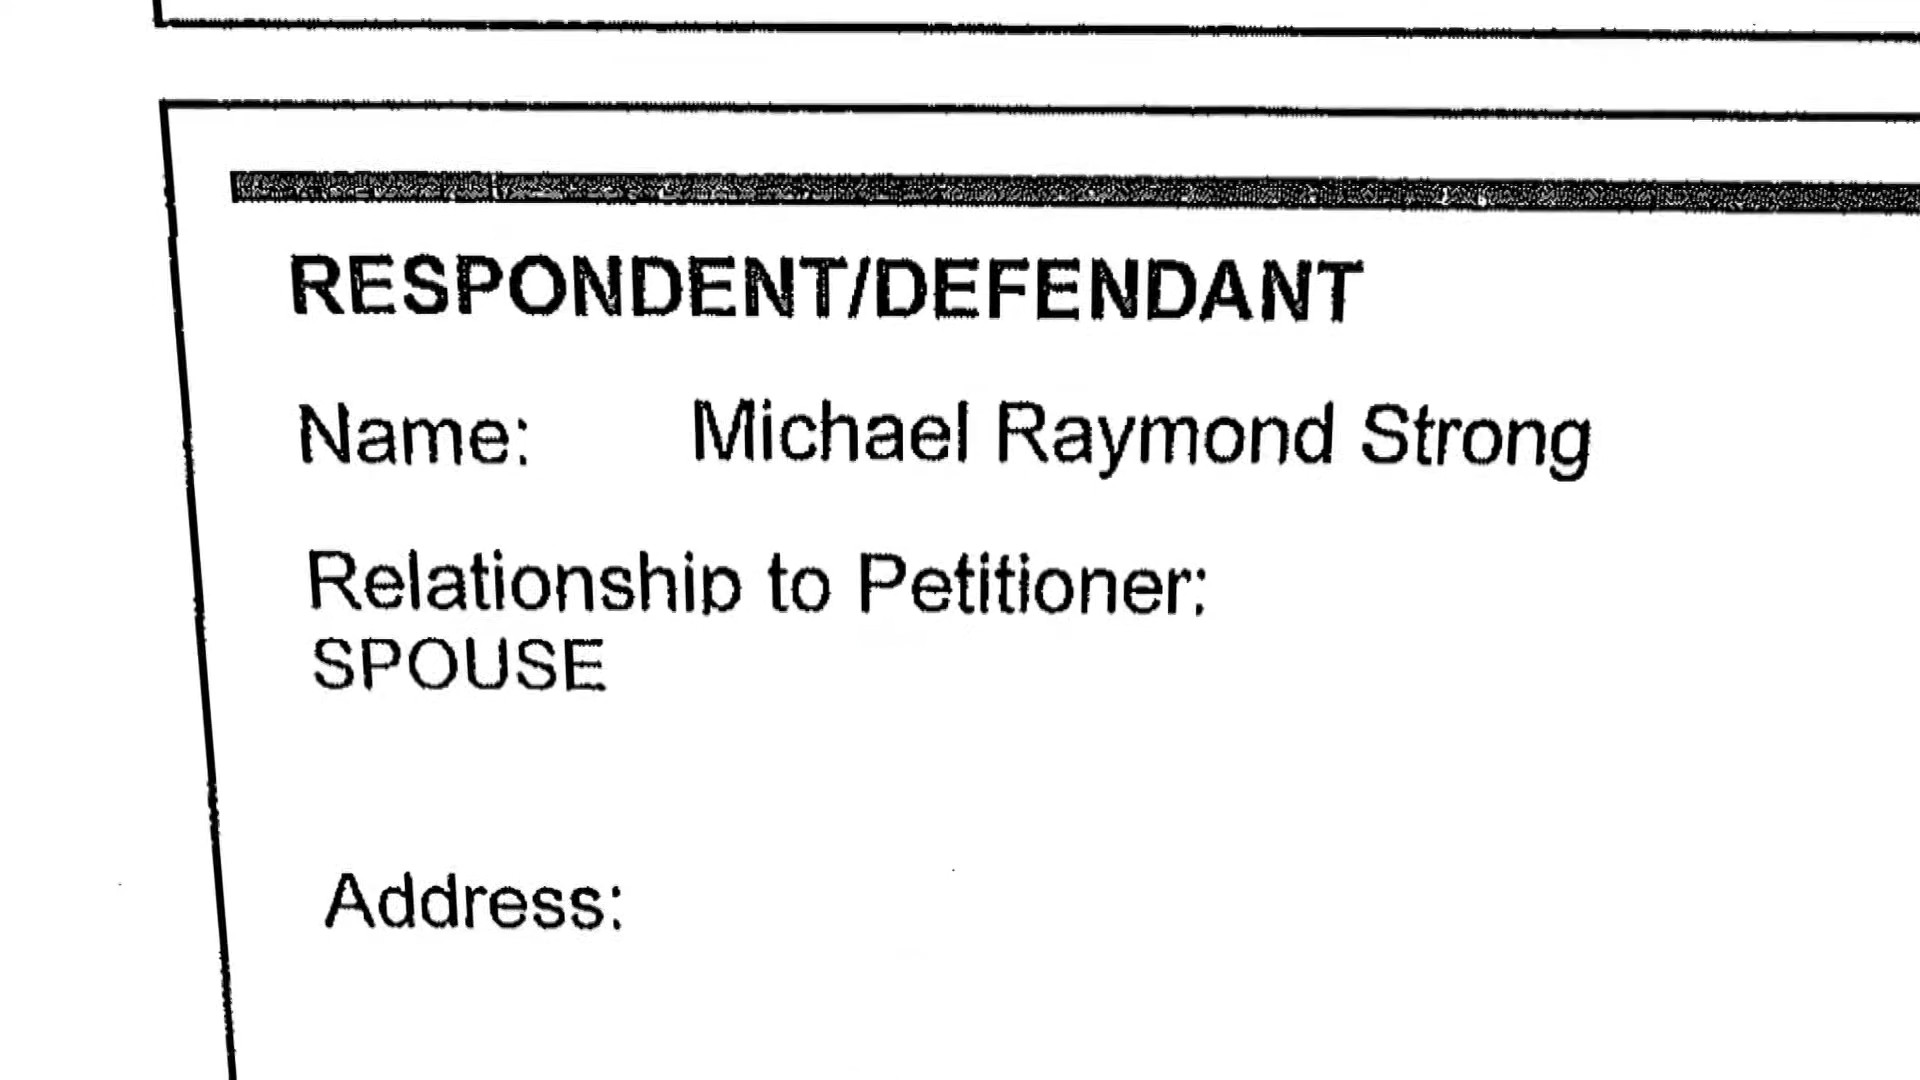 RESPONDENT/DEFENDANT
Name: Michael Raymond Strong
Relationship to Petitioner:
SPOUSE
Address: